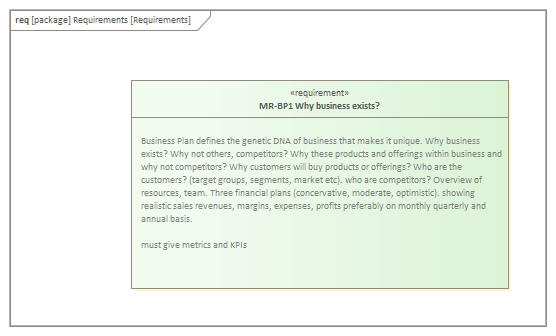 req [package] Requirements [Requirements]
«requirement»
MR-BP1 Why business exists?
Business Plan defines the genetic DNA of business that makes it unique. Why business
exists? Why not others, competitors? Why these products and offerings within business and
why not competitors? Why customers will buy products or offerings? Who are the
customers? (target groups, segments, market etc). who are competitors? Overview of
resources, team. Three financial plans (concervative, moderate, optimistic). showing
realistic sales revenues, margins, expenses, profits preferably on monthly quarterly and
annual basis.
must give metrics and KPIs